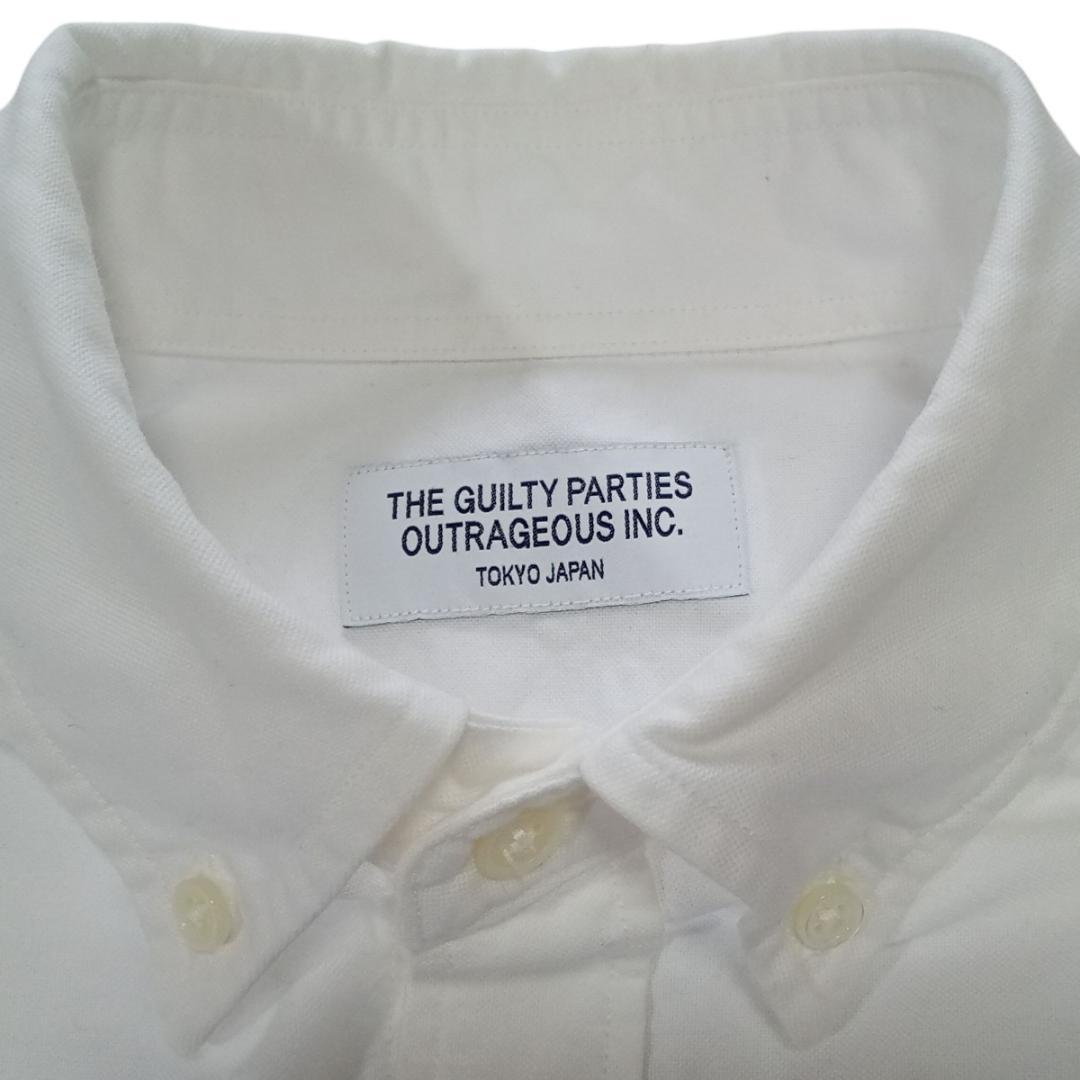 THE GUILTY PARTIES
OUTRAGEOUS INC.
TOKYO JAPAN